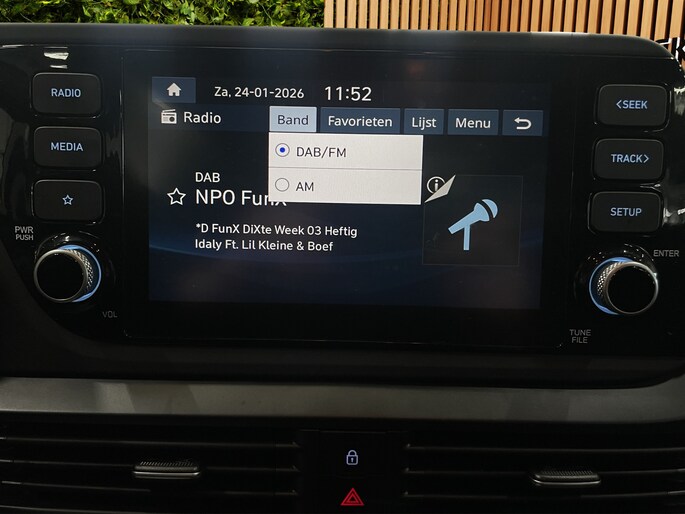 RADIO
MEDIA
PWR
PUSH
VOL
Za, 24-01-2026 11:52
Radio Band Favorieten Lijst Menu
DAB/FM
AM
DAB
NPO FunX
*D FunX DiXte Week 03 Heftig
Idaly Ft. Lil Kleine & Boef
<SEEK
TRACK>
SETUP
ENTER
TUNE
FILE